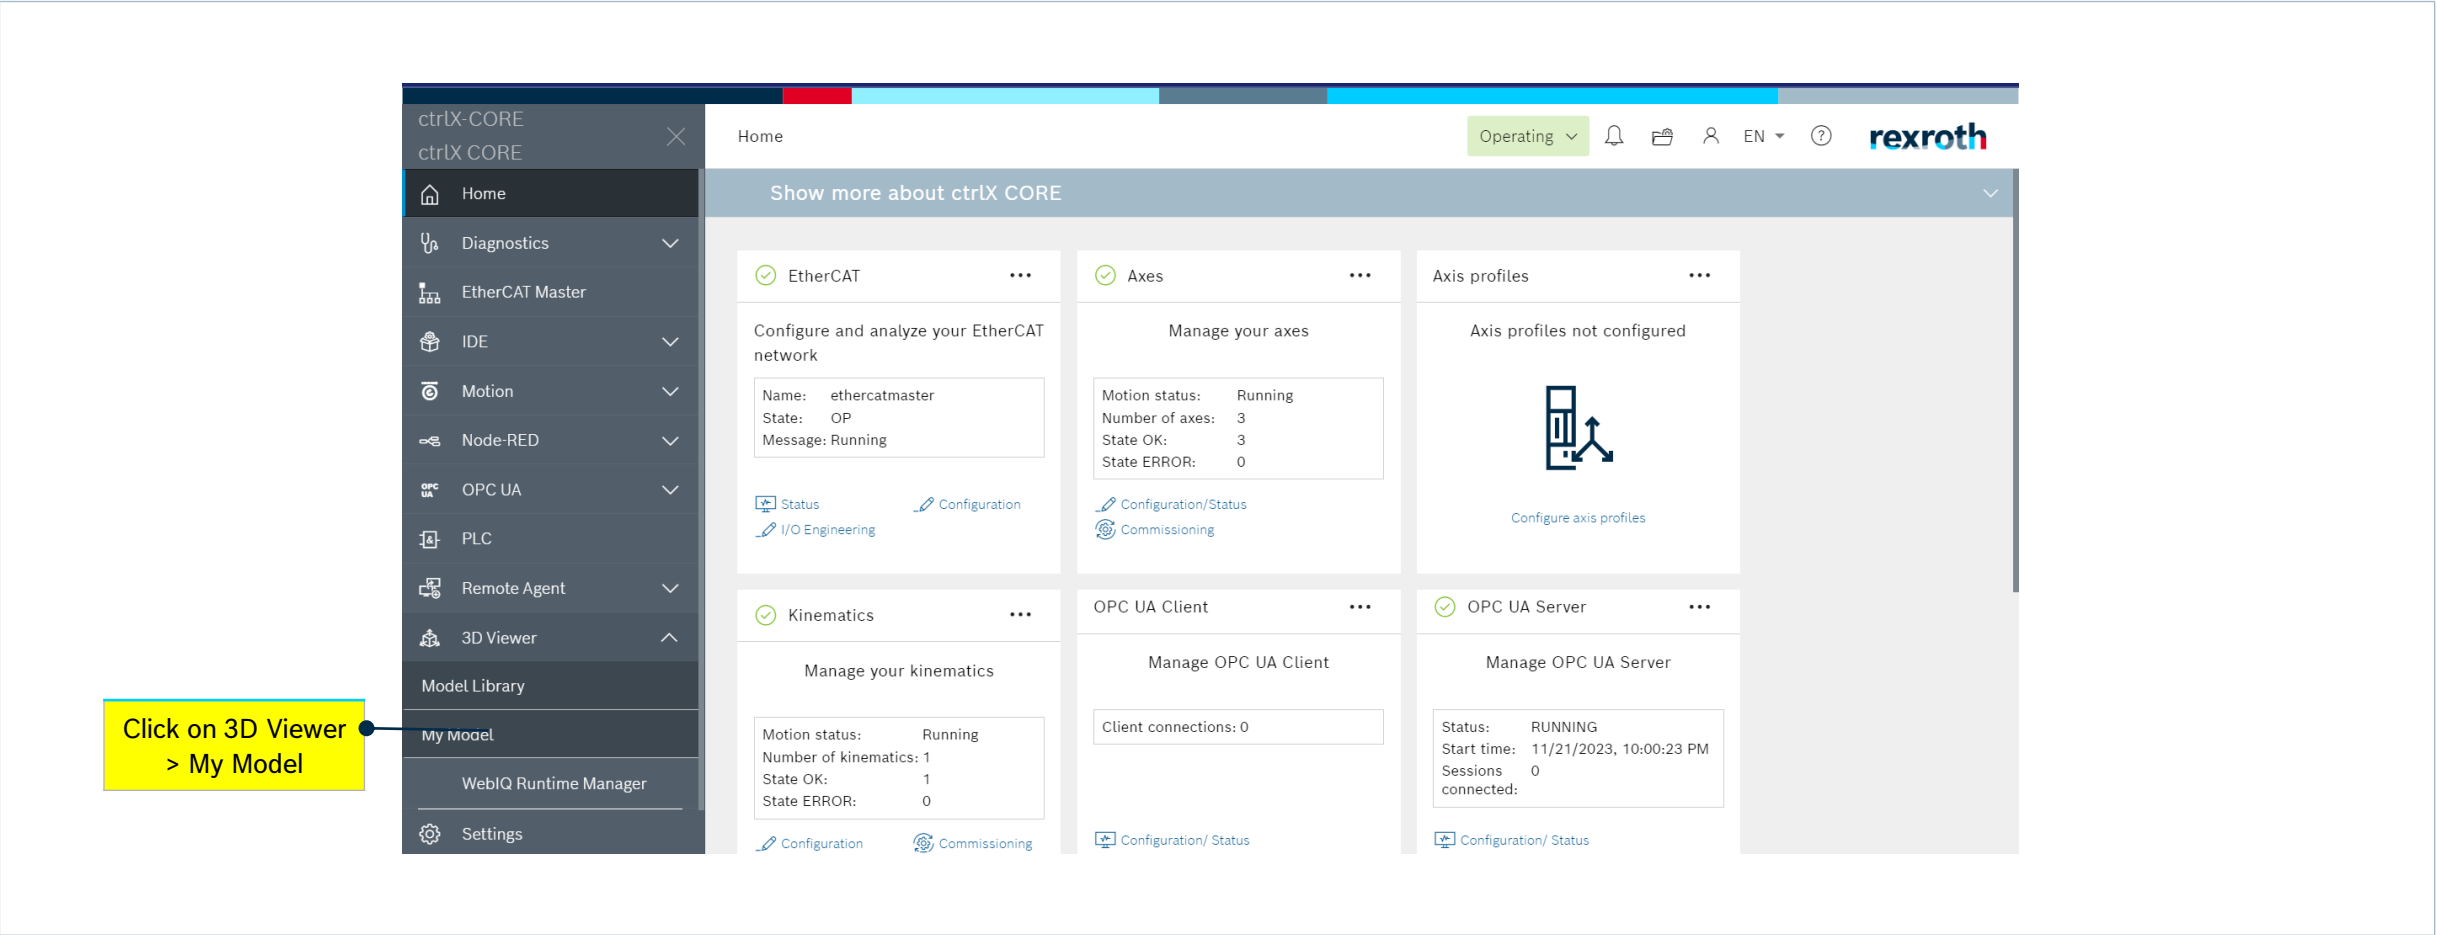 ctrlX-CORE
ctrlX CORE
Home
Operating
EN
?
rexroth
Home
Show more about ctrlX CORE
Diagnostics
EtherCAT Master
IDE
Motion
Node-RED
OPC UA
OPC UA
PLC
Remote Agent
3D Viewer
Model Library
My Model
WebIQ Runtime Manager
Settings
Click on 3D Viewer
> My Model
EtherCAT
Configure and analyze your EtherCAT
network
Name: ethercatmaster
State: OP
Message: Running
Status
Configuration
I/O Engineering
Axes
Manage your axes
Motion status: Running
Number of axes: 3
State OK: 3
State ERROR: 0
Configuration/Status
Commissioning
Axis profiles
Axis profiles not configured
Configure axis profiles
Kinematics
Manage your kinematics
Motion status: Running
Number of kinematics: 1
State OK: 1
State ERROR: 0
Configuration
Commissioning
OPC UA Client
Manage OPC UA Client
Client connections: 0
Configuration/ Status
OPC UA Server
Manage OPC UA Server
Status: RUNNING
Start time: 11/21/2023, 10:00:23 PM
Sessions 0
connected:
Configuration/ Status